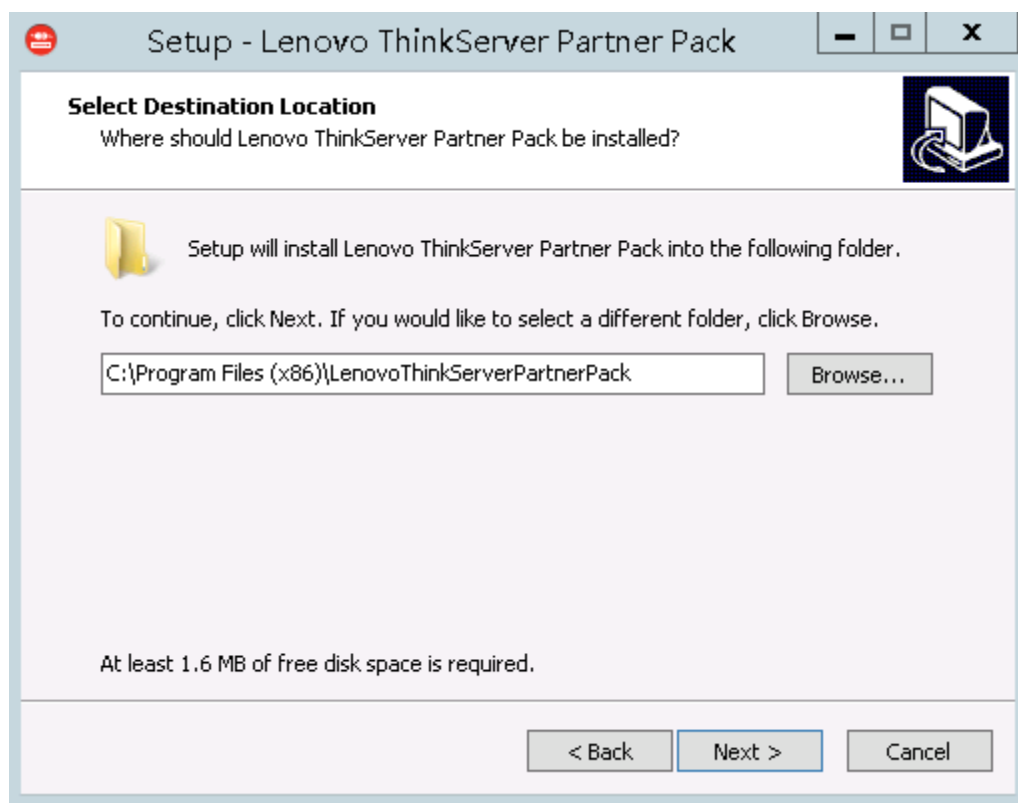 Setup - Lenovo ThinkServer Partner Pack
Select Destination Location
Where should Lenovo ThinkServer Partner Pack be installed?
Setup will install Lenovo ThinkServer Partner Pack into the following folder.
To continue, click Next. If you would like to select a different folder, click Browse.
C:\Program Files (x86)\LenovoThinkServerPartnerPack
Browse...
At least 1.6 MB of free disk space is required.
< Back
Next >
Cancel